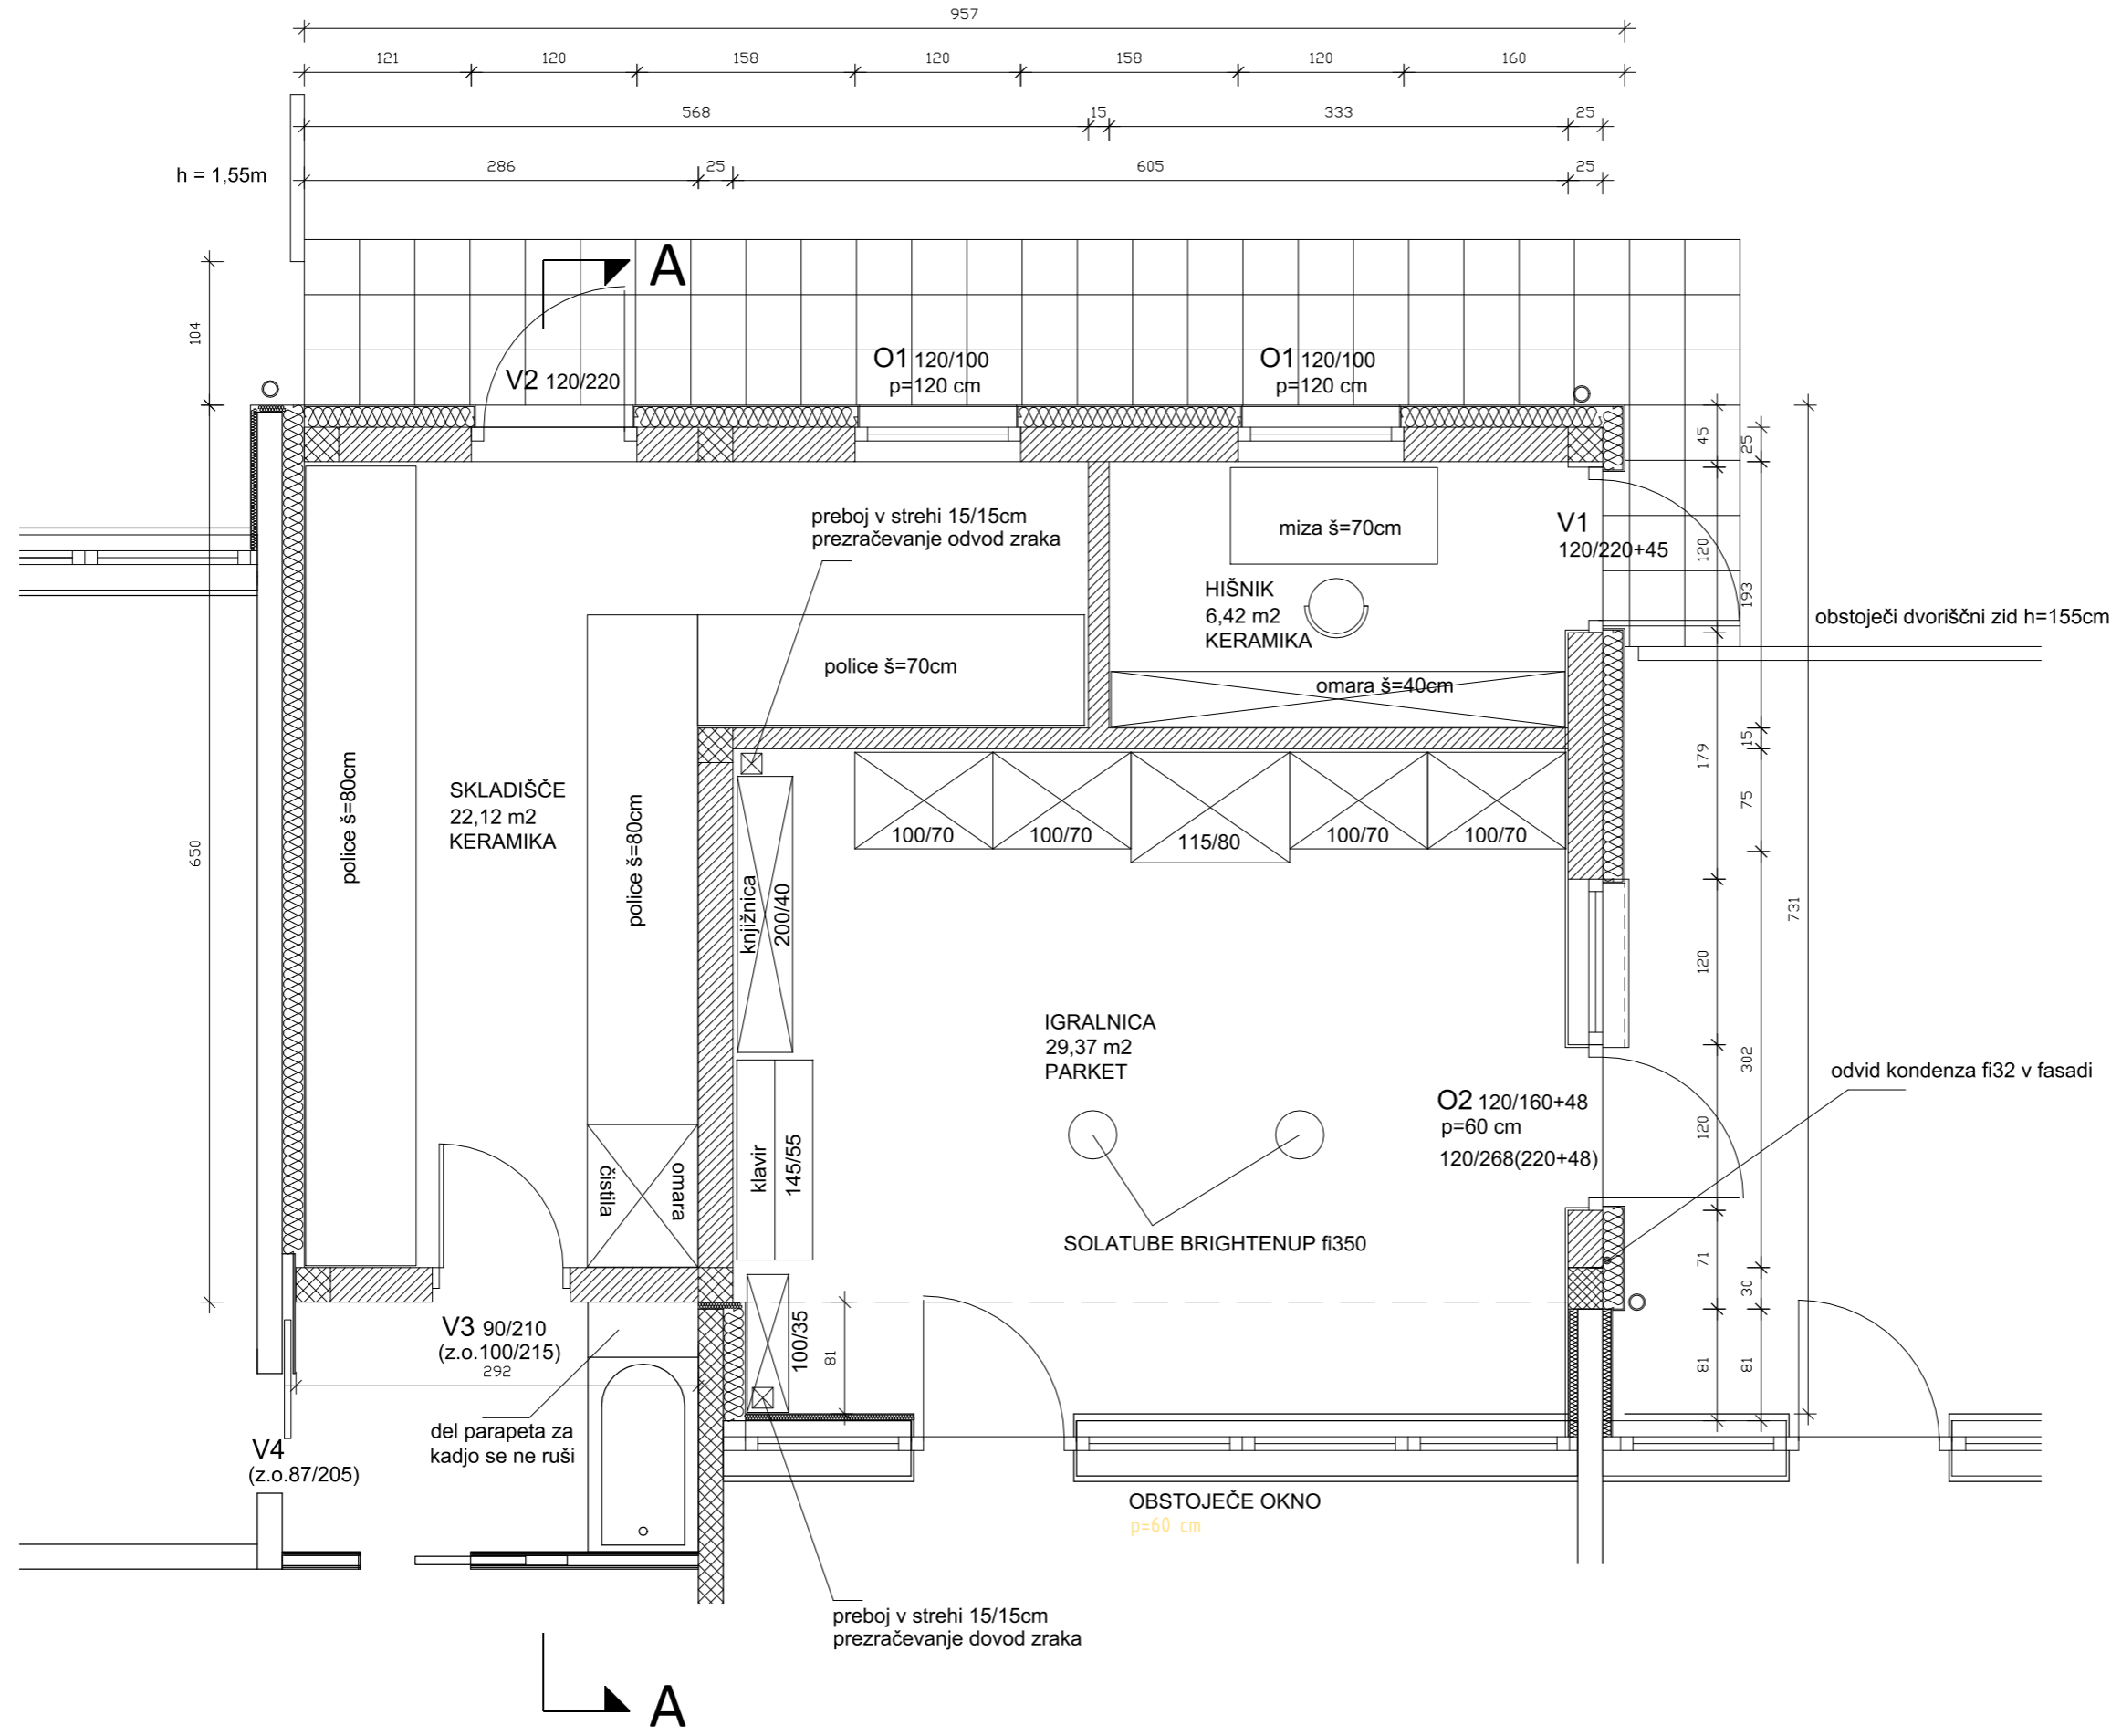 957
121
120
158
120
158
120
160
568
15
333
25
h = 1,55m
286
25
605
25
A
104
O1 120/100
p=120 cm
O1 120/100
p=120 cm
V2 120/220
45
25
preboj v strehi 15/15cm
prezračevanje odvod zraka
miza š=70cm
V1
120/220+45
120
HIŠNIK
6,42 m2
KERAMIKA
193
obstoječi dvoriščni zid h=155cm
police š=70cm
omara š=40cm
15
179
75
police š=80cm
SKLADIŠČE
22,12 m2
KERAMIKA
police š=80cm
650
100/70
100/70
115/80
100/70
100/70
knjižnica
200/40
731
120
IGRALNICA
29,37 m2
PARKET
302
odvid kondenza fi32 v fasadi
O2 120/160+48
p=60 cm
120/268(220+48)
120
klavir
145/55
čistila
omara
SOLATUBE BRIGHTENUP fi350
71
30
V3 90/210
(z.o.100/215)
292
100/35
81
81
81
del parapeta za
kadjo se ne ruši
V4
(z.o.87/205)
OBSTOJEČE OKNO
p=60 cm
preboj v strehi 15/15cm
prezračevanje dovod zraka
A